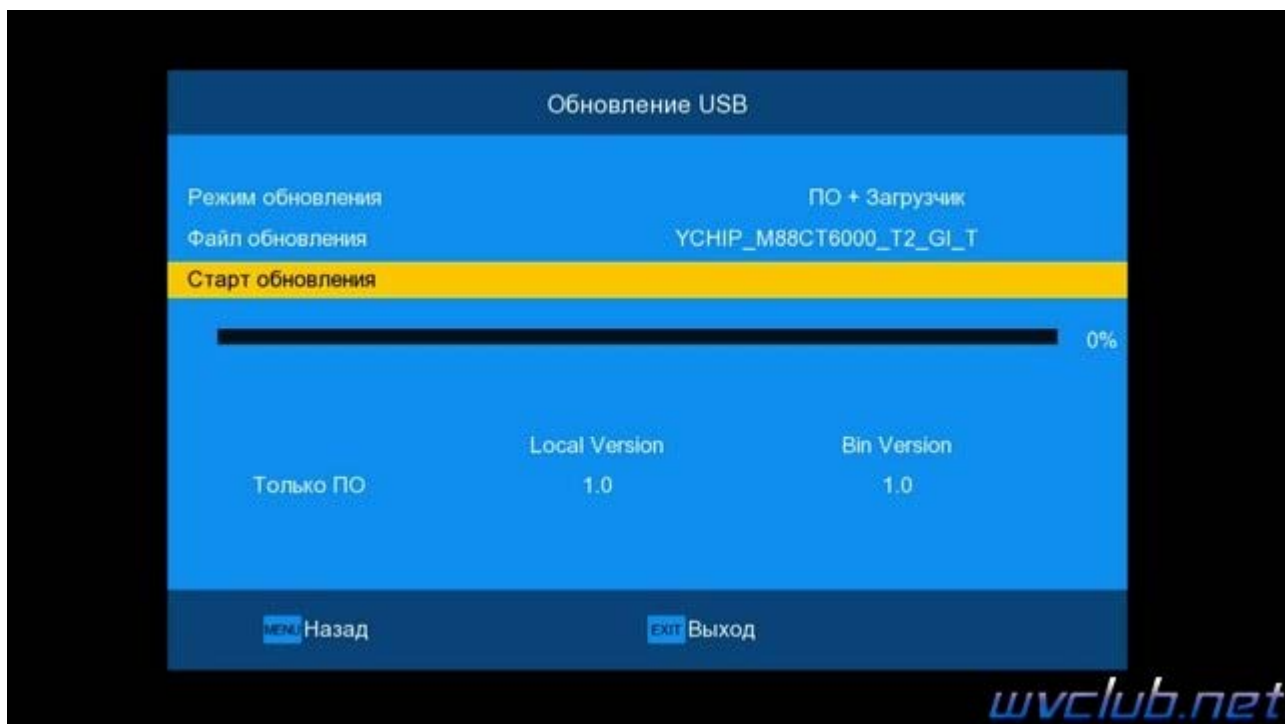 Обновление USB
Режим обновления ПО + Загрузчик
Файл обновления YCHIP_M88CT6000_T2_GI_T
Старт обновления
0%
Local Version Bin Version
Только ПО 1.0 1.0
MENU Назад EXIT Выход
wvclub.net